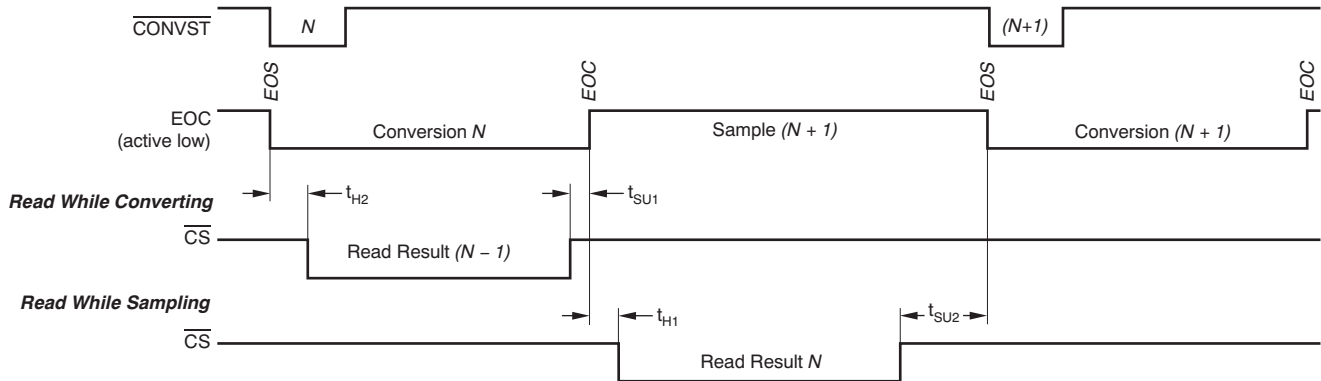 CONVST
N
(N+1)
EOS
EOC
EOS
EOC
EOC
(active low)
Conversion N
Sample (N + 1)
Conversion (N + 1)
Read While Converting
tH2
tSU1
CS
Read Result (N − 1)
Read While Sampling
tH1
tSU2
CS
Read Result N